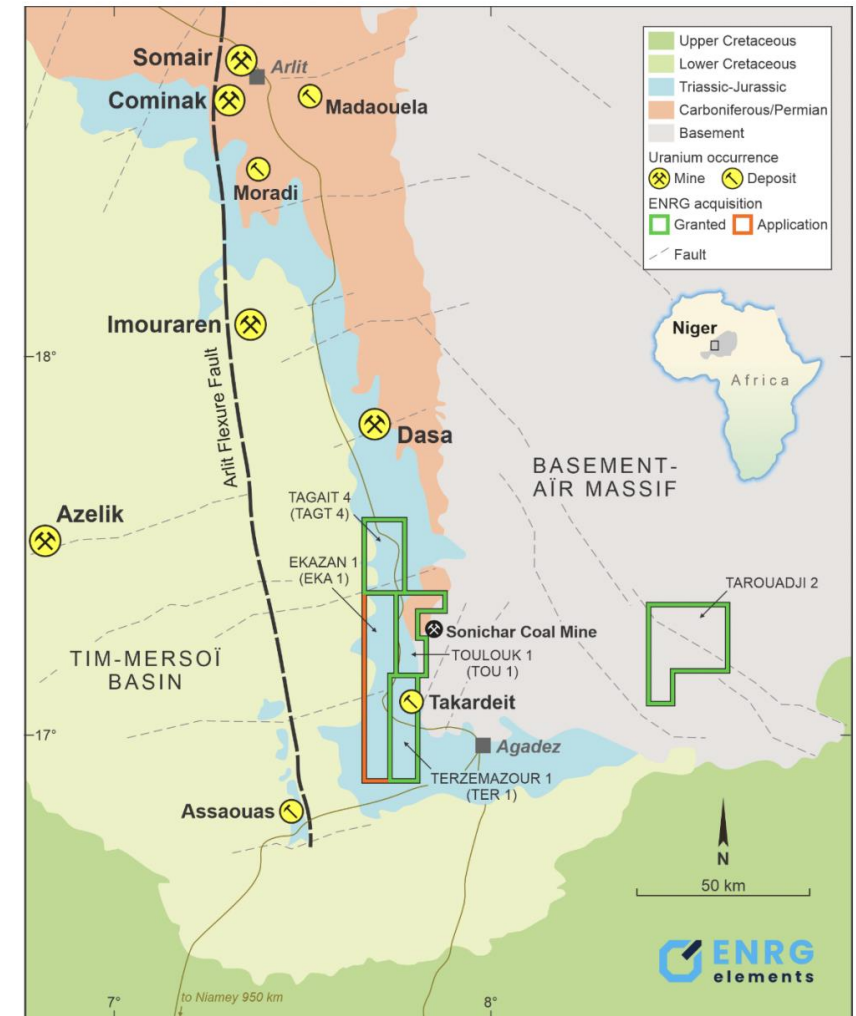 Somair
Arlit
Cominak
Madaouela
Moradi
Upper Cretaceous
Lower Cretaceous
Triassic-Jurassic
Carboniferous/Permian
Basement
Uranium occurrence
Mine
Deposit
ENRG acquisition
Granted
Application
Fault
Imouraren
18°
Arlit Flexure Fault
Niger
Africa
Dasa
BASEMENT-
AÏR MASSIF
Azelik
TAGAIT 4
(TAGT 4)
EKAZAN 1
(EKA 1)
TAROUADJI 2
Sonichar Coal Mine
TOULOUK 1
(TOU 1)
TIM-MERSOÏ
BASIN
Takardeit
17°
Agadez
TERZEMAZOUR 1
(TER 1)
Assaouas
N
50 km
ENRG
elements
to Niamey 950 km
7°
8°